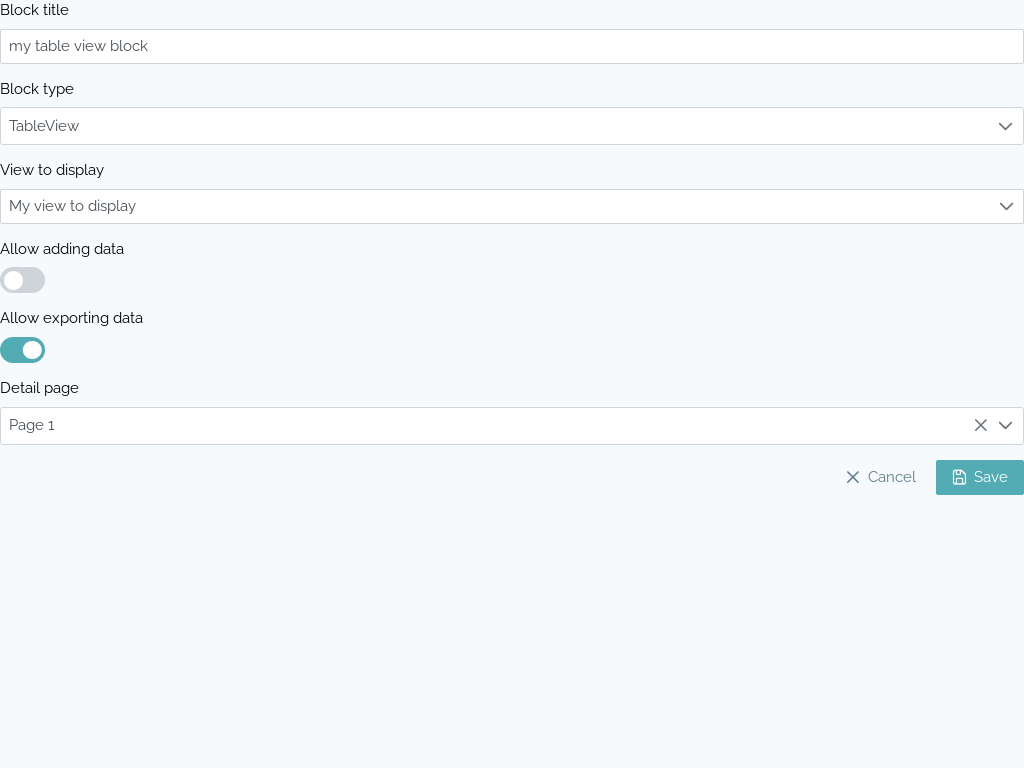 Block title
my table view block
Block type
TableView
View to display
My view to display
Allow adding data
Allow exporting data
Detail page
Page 1
Cancel
Save